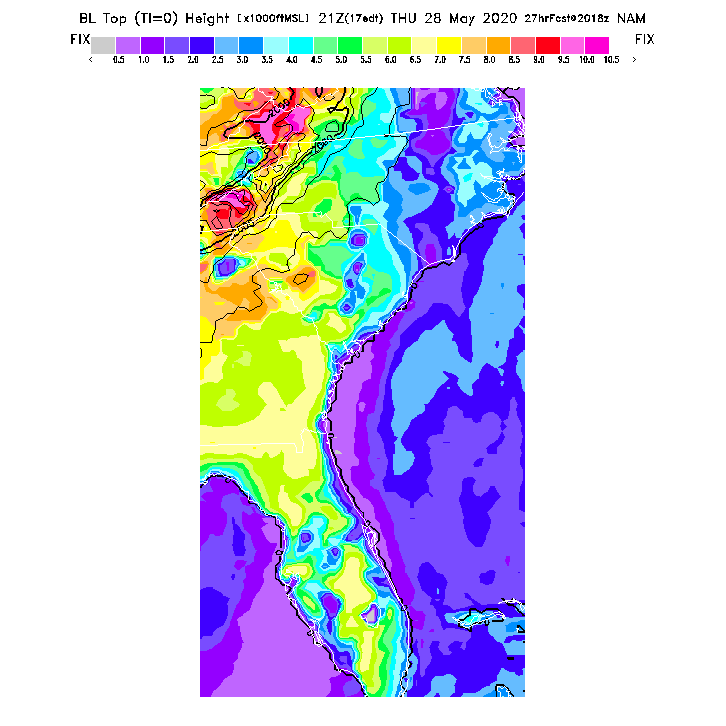 BL Top (TI=0) Height [x1000ftMSL] 21Z(17edt) THU 28 May 2020 27hrFcst@2018z NAM
FIX FIX
< 0.5 1.0 1.5 2.0 2.5 3.0 3.5 4.0 4.5 5.0 5.5 6.0 6.5 7.0 7.5 8.0 8.5 9.0 9.5 10.0 10.5 >